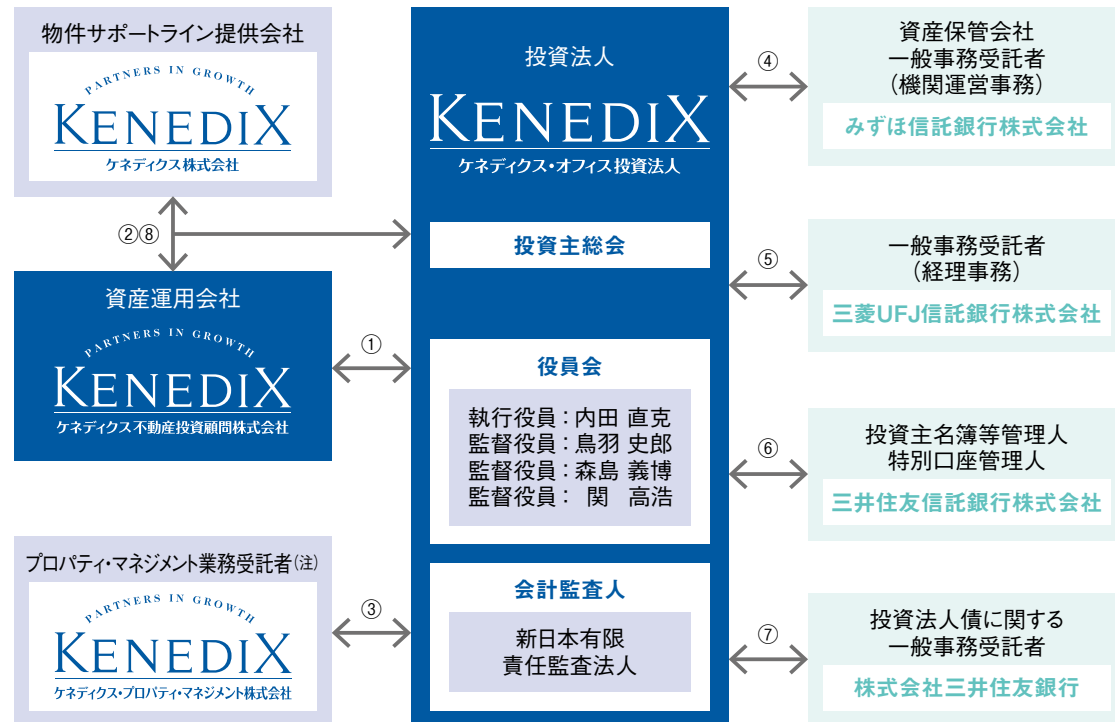 物件サポートライン提供会社
PARTNERS IN GROWTH
KENEDIX
ケネディクス株式会社
②⑧
資産運用会社
PARTNERS IN GROWTH
KENEDIX
ケネディクス不動産投資顧問株式会社
①
プロパティ・マネジメント業務受託者(注)
PARTNERS IN GROWTH
KENEDIX
ケネディクス・プロパティ・マネジメント株式会社
③
投資法人
KENEDIX
ケネディクス・オフィス投資法人
投資主総会
役員会
執行役員:内田 直克
監督役員:鳥羽 史郎
監督役員:森島 義博
監督役員: 関 高浩
会計監査人
新日本有限
責任監査法人
④
資産保管会社
一般事務受託者
(機関運営事務)
みずほ信託銀行株式会社
⑤
一般事務受託者
(経理事務)
三菱UFJ信託銀行株式会社
⑥
投資主名簿等管理人
特別口座管理人
三井住友信託銀行株式会社
⑦
投資法人債に関する
一般事務受託者
株式会社三井住友銀行